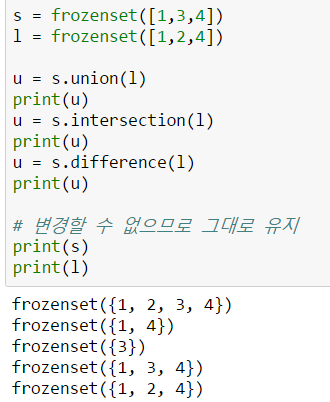 s = frozenset([1,3,4])
l = frozenset([1,2,4])
u = s.union(l)
print(u)
u = s.intersection(l)
print(u)
u = s.difference(l)
print(u)
# 변경할 수 없으므로 그대로 유지
print(s)
print(l)
frozenset({1, 2, 3, 4})
frozenset({1, 4})
frozenset({3})
frozenset({1, 3, 4})
frozenset({1, 2, 4})